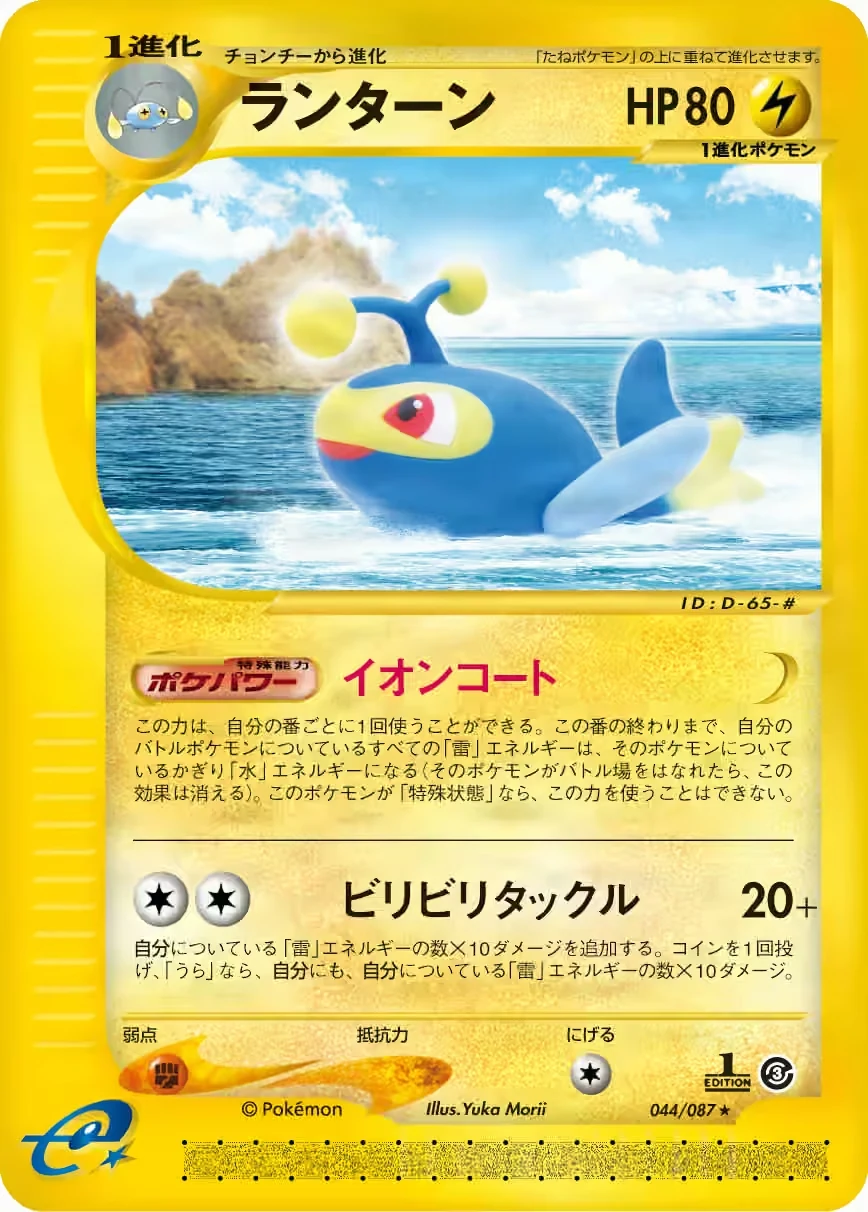 1進化
チョンチーから進化
「たねポケモン」の上に重ねて進化させます。
ランターン
HP80
1進化ポケモン
ID:D-65-#
特殊能力
ポケパワー
イオンコート
この力は、自分の番ごとに1回使うことができる。この番の終わりまで、自分の
バトルポケモンについているすべての「雷」エネルギーは、そのポケモンについて
いるかぎり「水」エネルギーになる(そのポケモンがバトル場をはなれたら、この
効果は消える)。このポケモンが「特殊状態」なら、この力を使うことはできない。
ビリビリタックル
20+
自分についている「雷」エネルギーの数×10ダメージを追加する。コインを1回投
げ、「うら」なら、自分にも、自分についている「雷」エネルギーの数×10ダメージ。
弱点 抵抗力 にげる
1
EDITION
3
© Pokémon Illus.Yuka Morii 044/087★
e